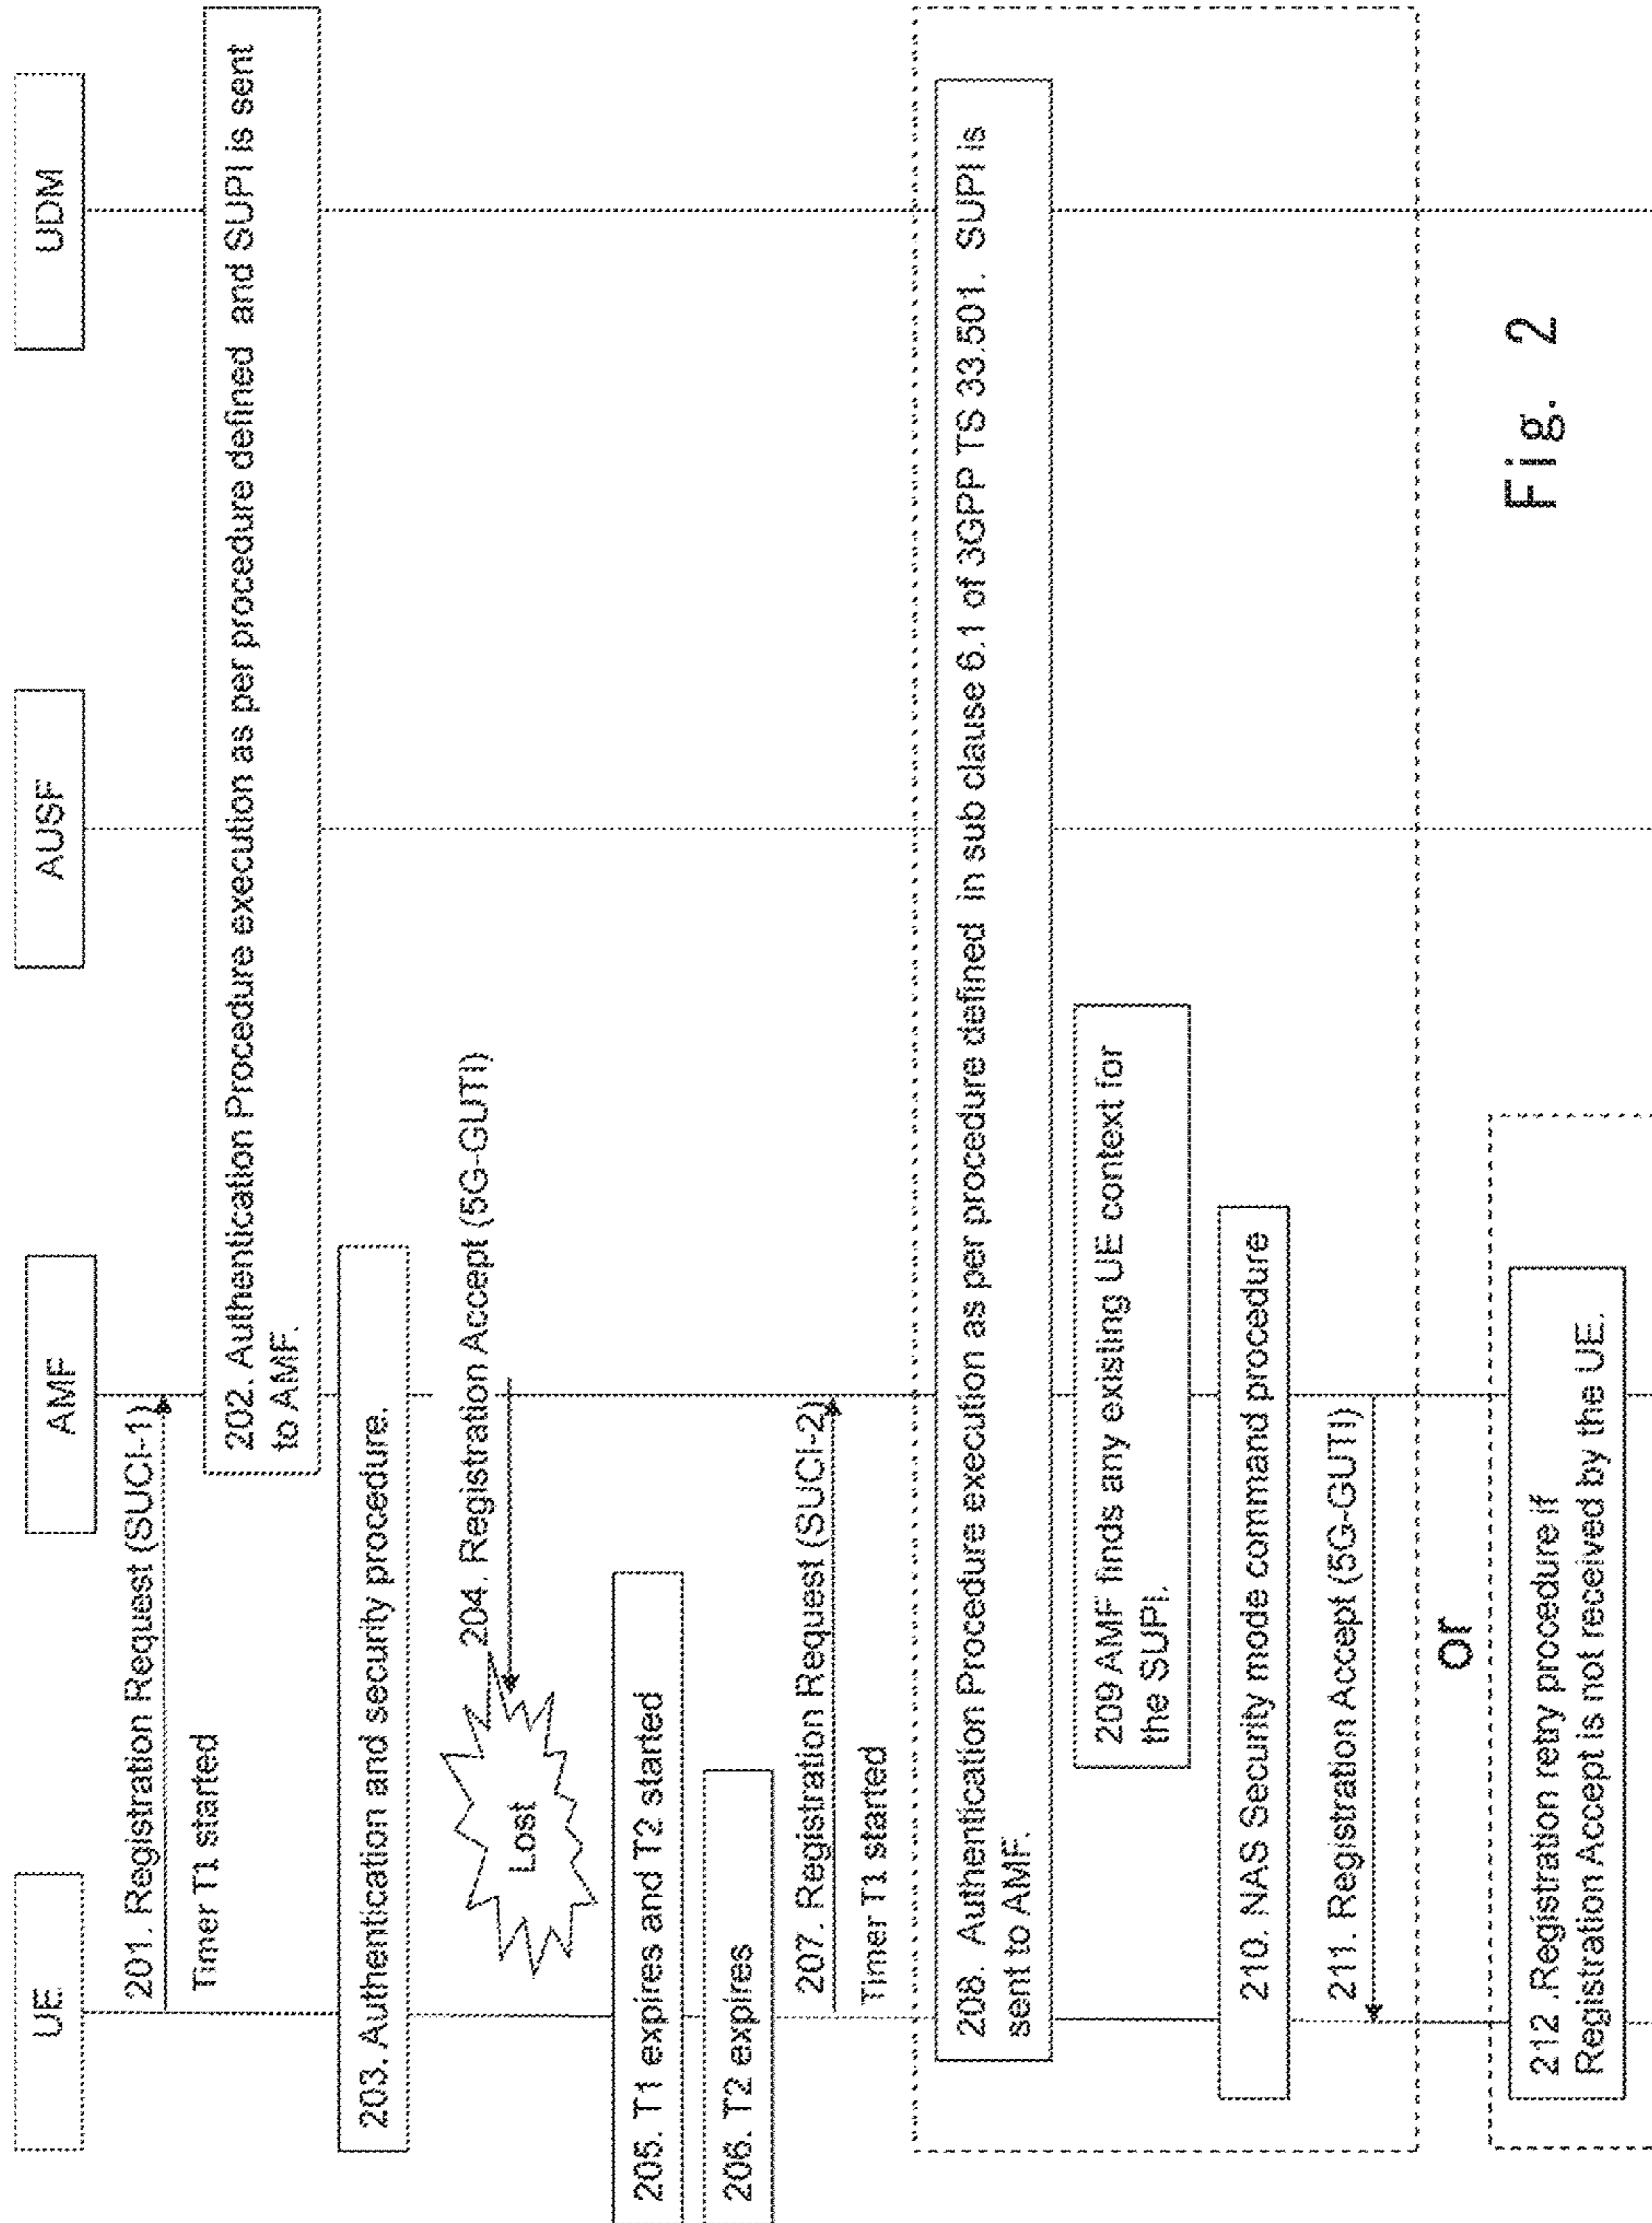 UE
AMF
AUSF
UDM
201. Registration Request (SUCI-1)
Timer T1 started
202. Authentication Procedure execution as per procedure defined and SUPI is sent
to AMF.
203. Authentication and security procedure.
204. Registration Accept (5G-GUTI)
Lost
205. T1 expires and T2 started
206. T2 expires
207. Registration Request (SUCI-2)
Timer T1 started
208. Authentication Procedure execution as per procedure defined in sub clause 6.1 of 3GPP TS 33.501. SUPI is
sent to AMF.
209 AMF finds any existing UE context for
the SUPI.
210. NAS Security mode command procedure
211. Registration Accept (5G-GUTI)
or
212 .Registration retry procedure if
Registration Accept is not received by the UE.
Fig. 2